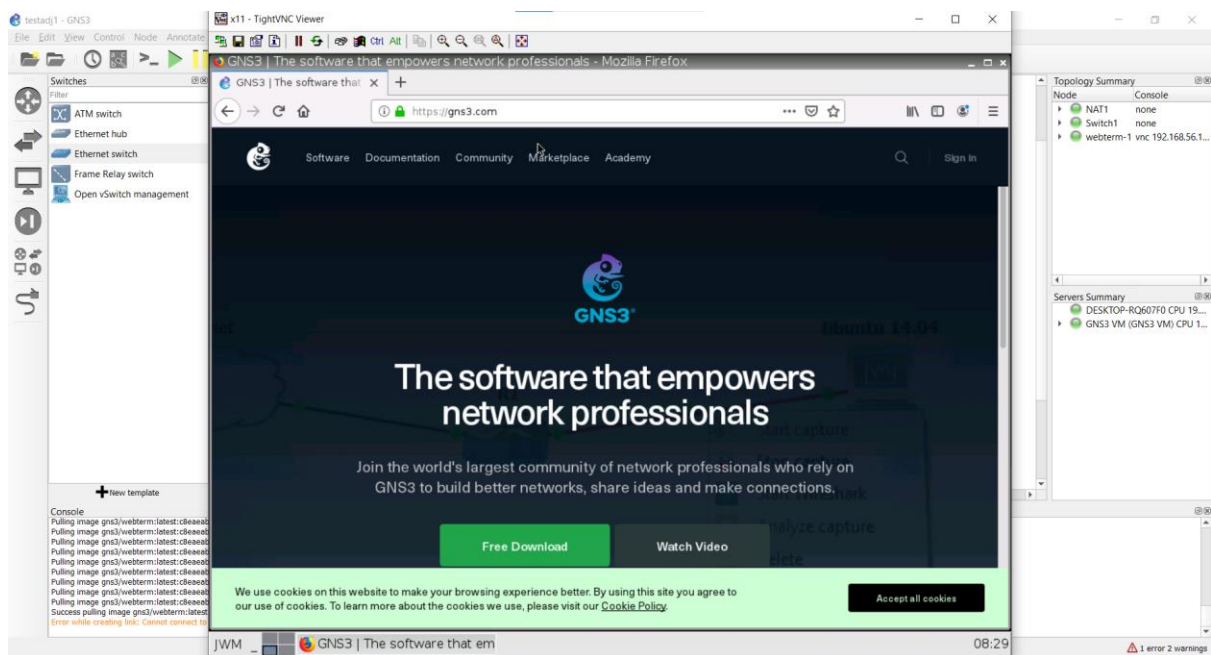 testadj1 - GNS3
File Edit View Control Node Annotate
x11 - TightVNC Viewer
Ctrl Alt
GNS3 | The software that empowers network professionals - Mozilla Firefox
GNS3 | The software that
https://gns3.com
Switches
Filter
ATM switch
Ethernet hub
Ethernet switch
Frame Relay switch
Open vSwitch management
New template
Software Documentation Community Marketplace Academy
Sign in
GNS3
The software that empowers
network professionals
Join the world's largest community of network professionals who rely on
GNS3 to build better networks, share ideas and make connections.
Free Download Watch Video
Ubuntu 14.04
Start capture
We use cookies on this website to make your browsing experience better. By using this site you agree to
our use of cookies. To learn more about the cookies we use, please visit our Cookie Policy.
Accept all cookies
JWM _ GNS3 | The software that em 08:29
Console
Pulling image gns3/webterm:latest:c8eaeab
Pulling image gns3/webterm:latest:c8eaeab
Pulling image gns3/webterm:latest:c8eaeab
Pulling image gns3/webterm:latest:c8eaeab
Pulling image gns3/webterm:latest:c8eaeab
Pulling image gns3/webterm:latest:c8eaeab
Pulling image gns3/webterm:latest:c8eaeab
Pulling image gns3/webterm:latest:c8eaeab
Pulling image gns3/webterm:latest:c8eaeab
Success pulling image gns3/webterm:latest
Error while creating link: Cannot connect to
Topology Summary
Node Console
NAT1 none
Switch1 none
webterm-1 vnc 192.168.56.1...
Servers Summary
DESKTOP-RQ607F0 CPU 19....
GNS3 VM (GNS3 VM) CPU 1...
1 error 2 warnings